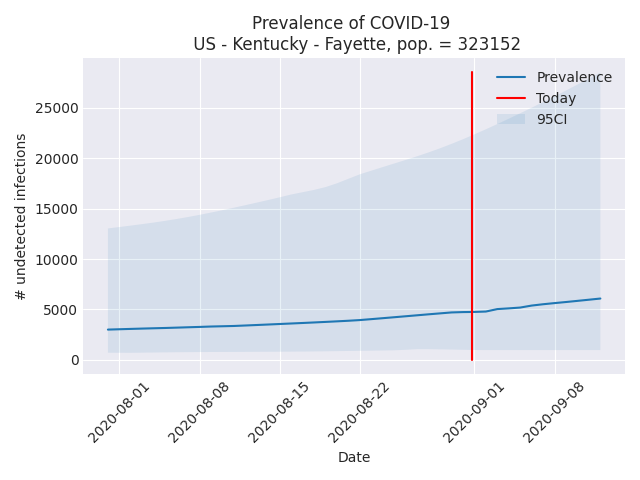 Prevalence of COVID-19
US - Kentucky - Fayette, pop. = 323152
Prevalence
Today
95CI
# undetected infections
25000
20000
15000
10000
5000
0
2020-08-01
2020-08-08
2020-08-15
2020-08-22
2020-09-01
2020-09-08
Date